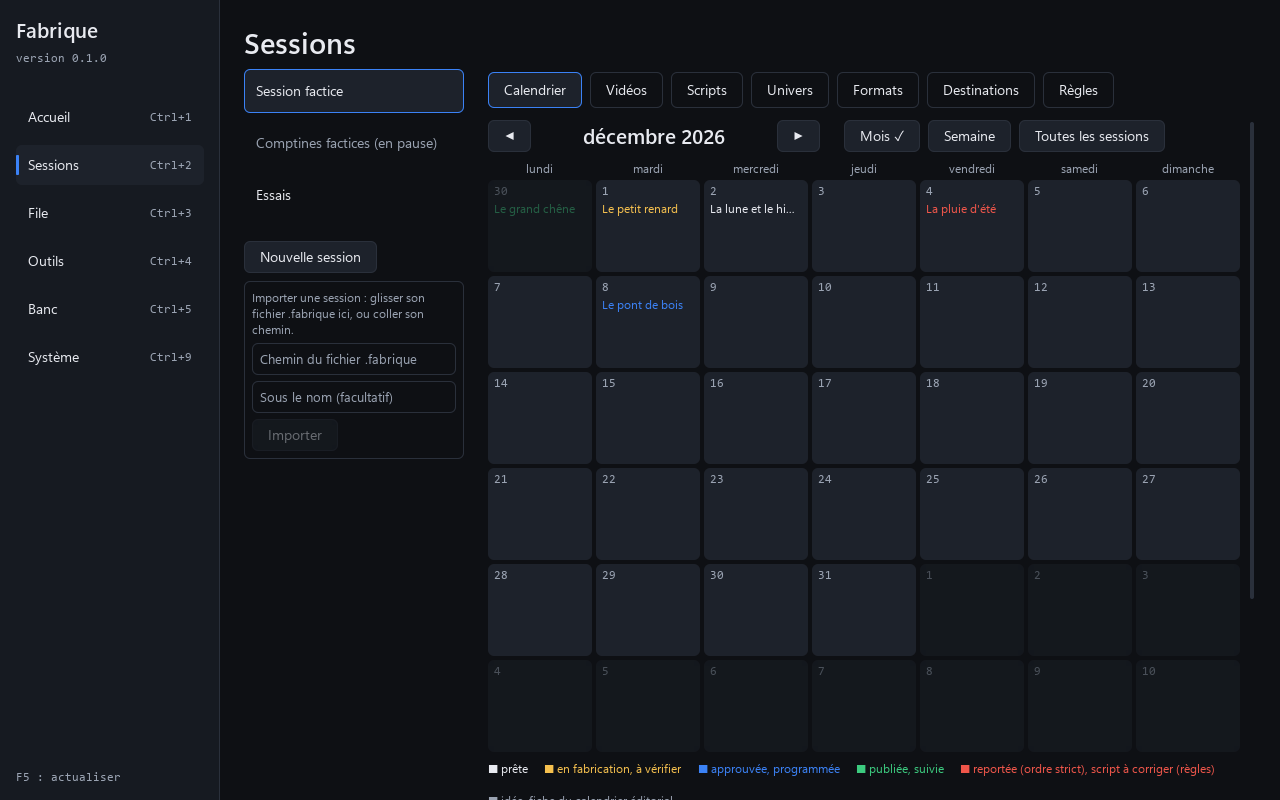 Fabrique
version 0.1.0
Accueil Ctrl+1
Sessions Ctrl+2
File Ctrl+3
Outils Ctrl+4
Banc Ctrl+5
Système Ctrl+9
F5 : actualiser
Sessions
Session factice
Comptines factices (en pause)
Essais
Nouvelle session
Importer une session : glisser son
fichier .fabrique ici, ou coller son
chemin.
Chemin du fichier .fabrique
Sous le nom (facultatif)
Importer
Calendrier Vidéos Scripts Univers Formats Destinations Règles
◄ décembre 2026 ► Mois ✓ Semaine Toutes les sessions
lundi mardi mercredi jeudi vendredi samedi dimanche
30 1 2 3 4 5 6
Le grand chêne Le petit renard La lune et le hi... La pluie d'été
7 8 9 10 11 12 13
Le pont de bois
14 15 16 17 18 19 20
21 22 23 24 25 26 27
28 29 30 31 1 2 3
4 5 6 7 8 9 10
■ prête ■ en fabrication, à vérifier ■ approuvée, programmée ■ publiée, suivie ■ reportée (ordre strict), script à corriger (règles)
■ idée, fiche du calendrier éditorial